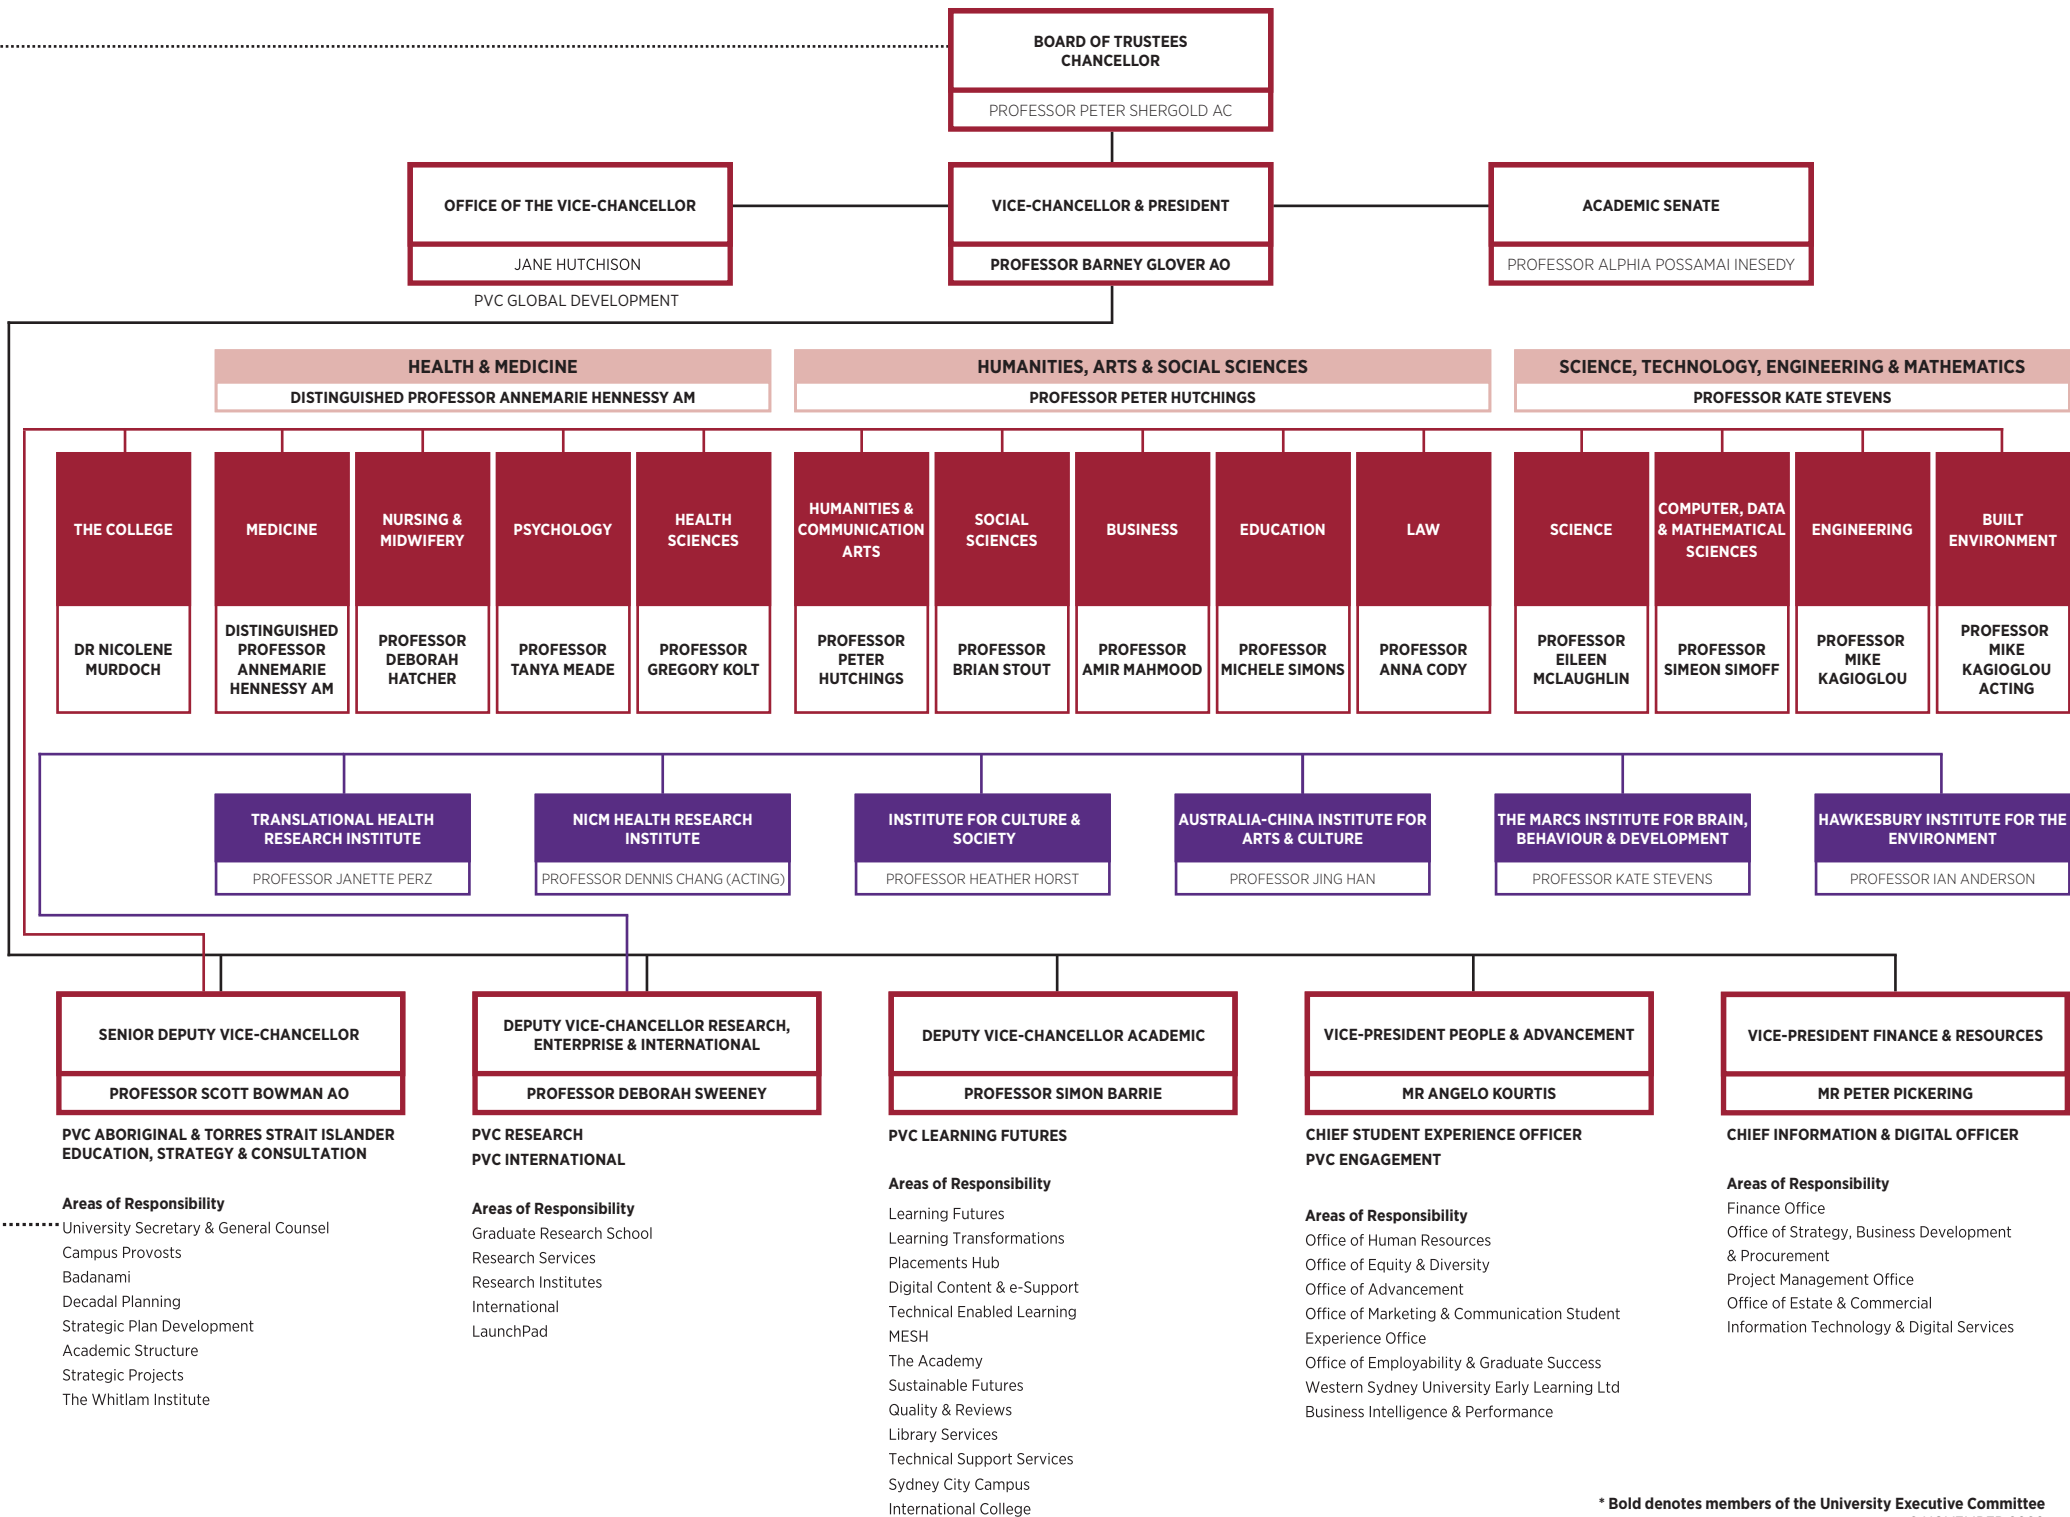 BOARD OF TRUSTEES
CHANCELLOR
PROFESSOR PETER SHERGOLD AC
OFFICE OF THE VICE-CHANCELLOR
JANE HUTCHISON
PVC GLOBAL DEVELOPMENT
VICE-CHANCELLOR & PRESIDENT
PROFESSOR BARNEY GLOVER AO
ACADEMIC SENATE
PROFESSOR ALPHIA POSSAMAI INESEDY
HEALTH & MEDICINE
DISTINGUISHED PROFESSOR ANNEMARIE HENNESSY AM
HUMANITIES, ARTS & SOCIAL SCIENCES
PROFESSOR PETER HUTCHINGS
SCIENCE, TECHNOLOGY, ENGINEERING & MATHEMATICS
PROFESSOR KATE STEVENS
THE COLLEGE
DR NICOLENE
MURDOCH
MEDICINE
DISTINGUISHED
PROFESSOR
ANNEMARIE
HENNESSY AM
NURSING &
MIDWIFERY
PROFESSOR
DEBORAH
HATCHER
PSYCHOLOGY
PROFESSOR
TANYA MEADE
HEALTH
SCIENCES
PROFESSOR
GREGORY KOLT
HUMANITIES &
COMMUNICATION
ARTS
PROFESSOR
PETER
HUTCHINGS
SOCIAL
SCIENCES
PROFESSOR
BRIAN STOUT
BUSINESS
PROFESSOR
AMIR MAHMOOD
EDUCATION
PROFESSOR
MICHELE SIMONS
LAW
PROFESSOR
ANNA CODY
SCIENCE
PROFESSOR
EILEEN
MCLAUGHLIN
COMPUTER, DATA
& MATHEMATICAL
SCIENCES
PROFESSOR
SIMEON SIMOFF
ENGINEERING
PROFESSOR
MIKE
KAGIOGLOU
BUILT
ENVIRONMENT
PROFESSOR
MIKE
KAGIOGLOU
ACTING
TRANSLATIONAL HEALTH
RESEARCH INSTITUTE
PROFESSOR JANETTE PERZ
NICM HEALTH RESEARCH
INSTITUTE
PROFESSOR DENNIS CHANG (ACTING)
INSTITUTE FOR CULTURE &
SOCIETY
PROFESSOR HEATHER HORST
AUSTRALIA-CHINA INSTITUTE FOR
ARTS & CULTURE
PROFESSOR JING HAN
THE MARCS INSTITUTE FOR BRAIN,
BEHAVIOUR & DEVELOPMENT
PROFESSOR KATE STEVENS
HAWKESBURY INSTITUTE FOR THE
ENVIRONMENT
PROFESSOR IAN ANDERSON
SENIOR DEPUTY VICE-CHANCELLOR
PROFESSOR SCOTT BOWMAN AO
PVC ABORIGINAL & TORRES STRAIT ISLANDER
EDUCATION, STRATEGY & CONSULTATION
Areas of Responsibility
University Secretary & General Counsel
Campus Provosts
Badanami
Decadal Planning
Strategic Plan Development
Academic Structure
Strategic Projects
The Whitlam Institute
DEPUTY VICE-CHANCELLOR RESEARCH,
ENTERPRISE & INTERNATIONAL
PROFESSOR DEBORAH SWEENEY
PVC RESEARCH
PVC INTERNATIONAL
Areas of Responsibility
Graduate Research School
Research Services
Research Institutes
International
LaunchPad
DEPUTY VICE-CHANCELLOR ACADEMIC
PROFESSOR SIMON BARRIE
PVC LEARNING FUTURES
Areas of Responsibility
Learning Futures
Learning Transformations
Placements Hub
Digital Content & e-Support
Technical Enabled Learning
MESH
The Academy
Sustainable Futures
Quality & Reviews
Library Services
Technical Support Services
Sydney City Campus
International College
VICE-PRESIDENT PEOPLE & ADVANCEMENT
MR ANGELO KOURTIS
CHIEF STUDENT EXPERIENCE OFFICER
PVC ENGAGEMENT
Areas of Responsibility
Office of Human Resources
Office of Equity & Diversity
Office of Advancement
Office of Marketing & Communication Student
Experience Office
Office of Employability & Graduate Success
Western Sydney University Early Learning Ltd
Business Intelligence & Performance
VICE-PRESIDENT FINANCE & RESOURCES
MR PETER PICKERING
CHIEF INFORMATION & DIGITAL OFFICER
Areas of Responsibility
Finance Office
Office of Strategy, Business Development
& Procurement
Project Management Office
Office of Estate & Commercial
Information Technology & Digital Services
* Bold denotes members of the University Executive Committee